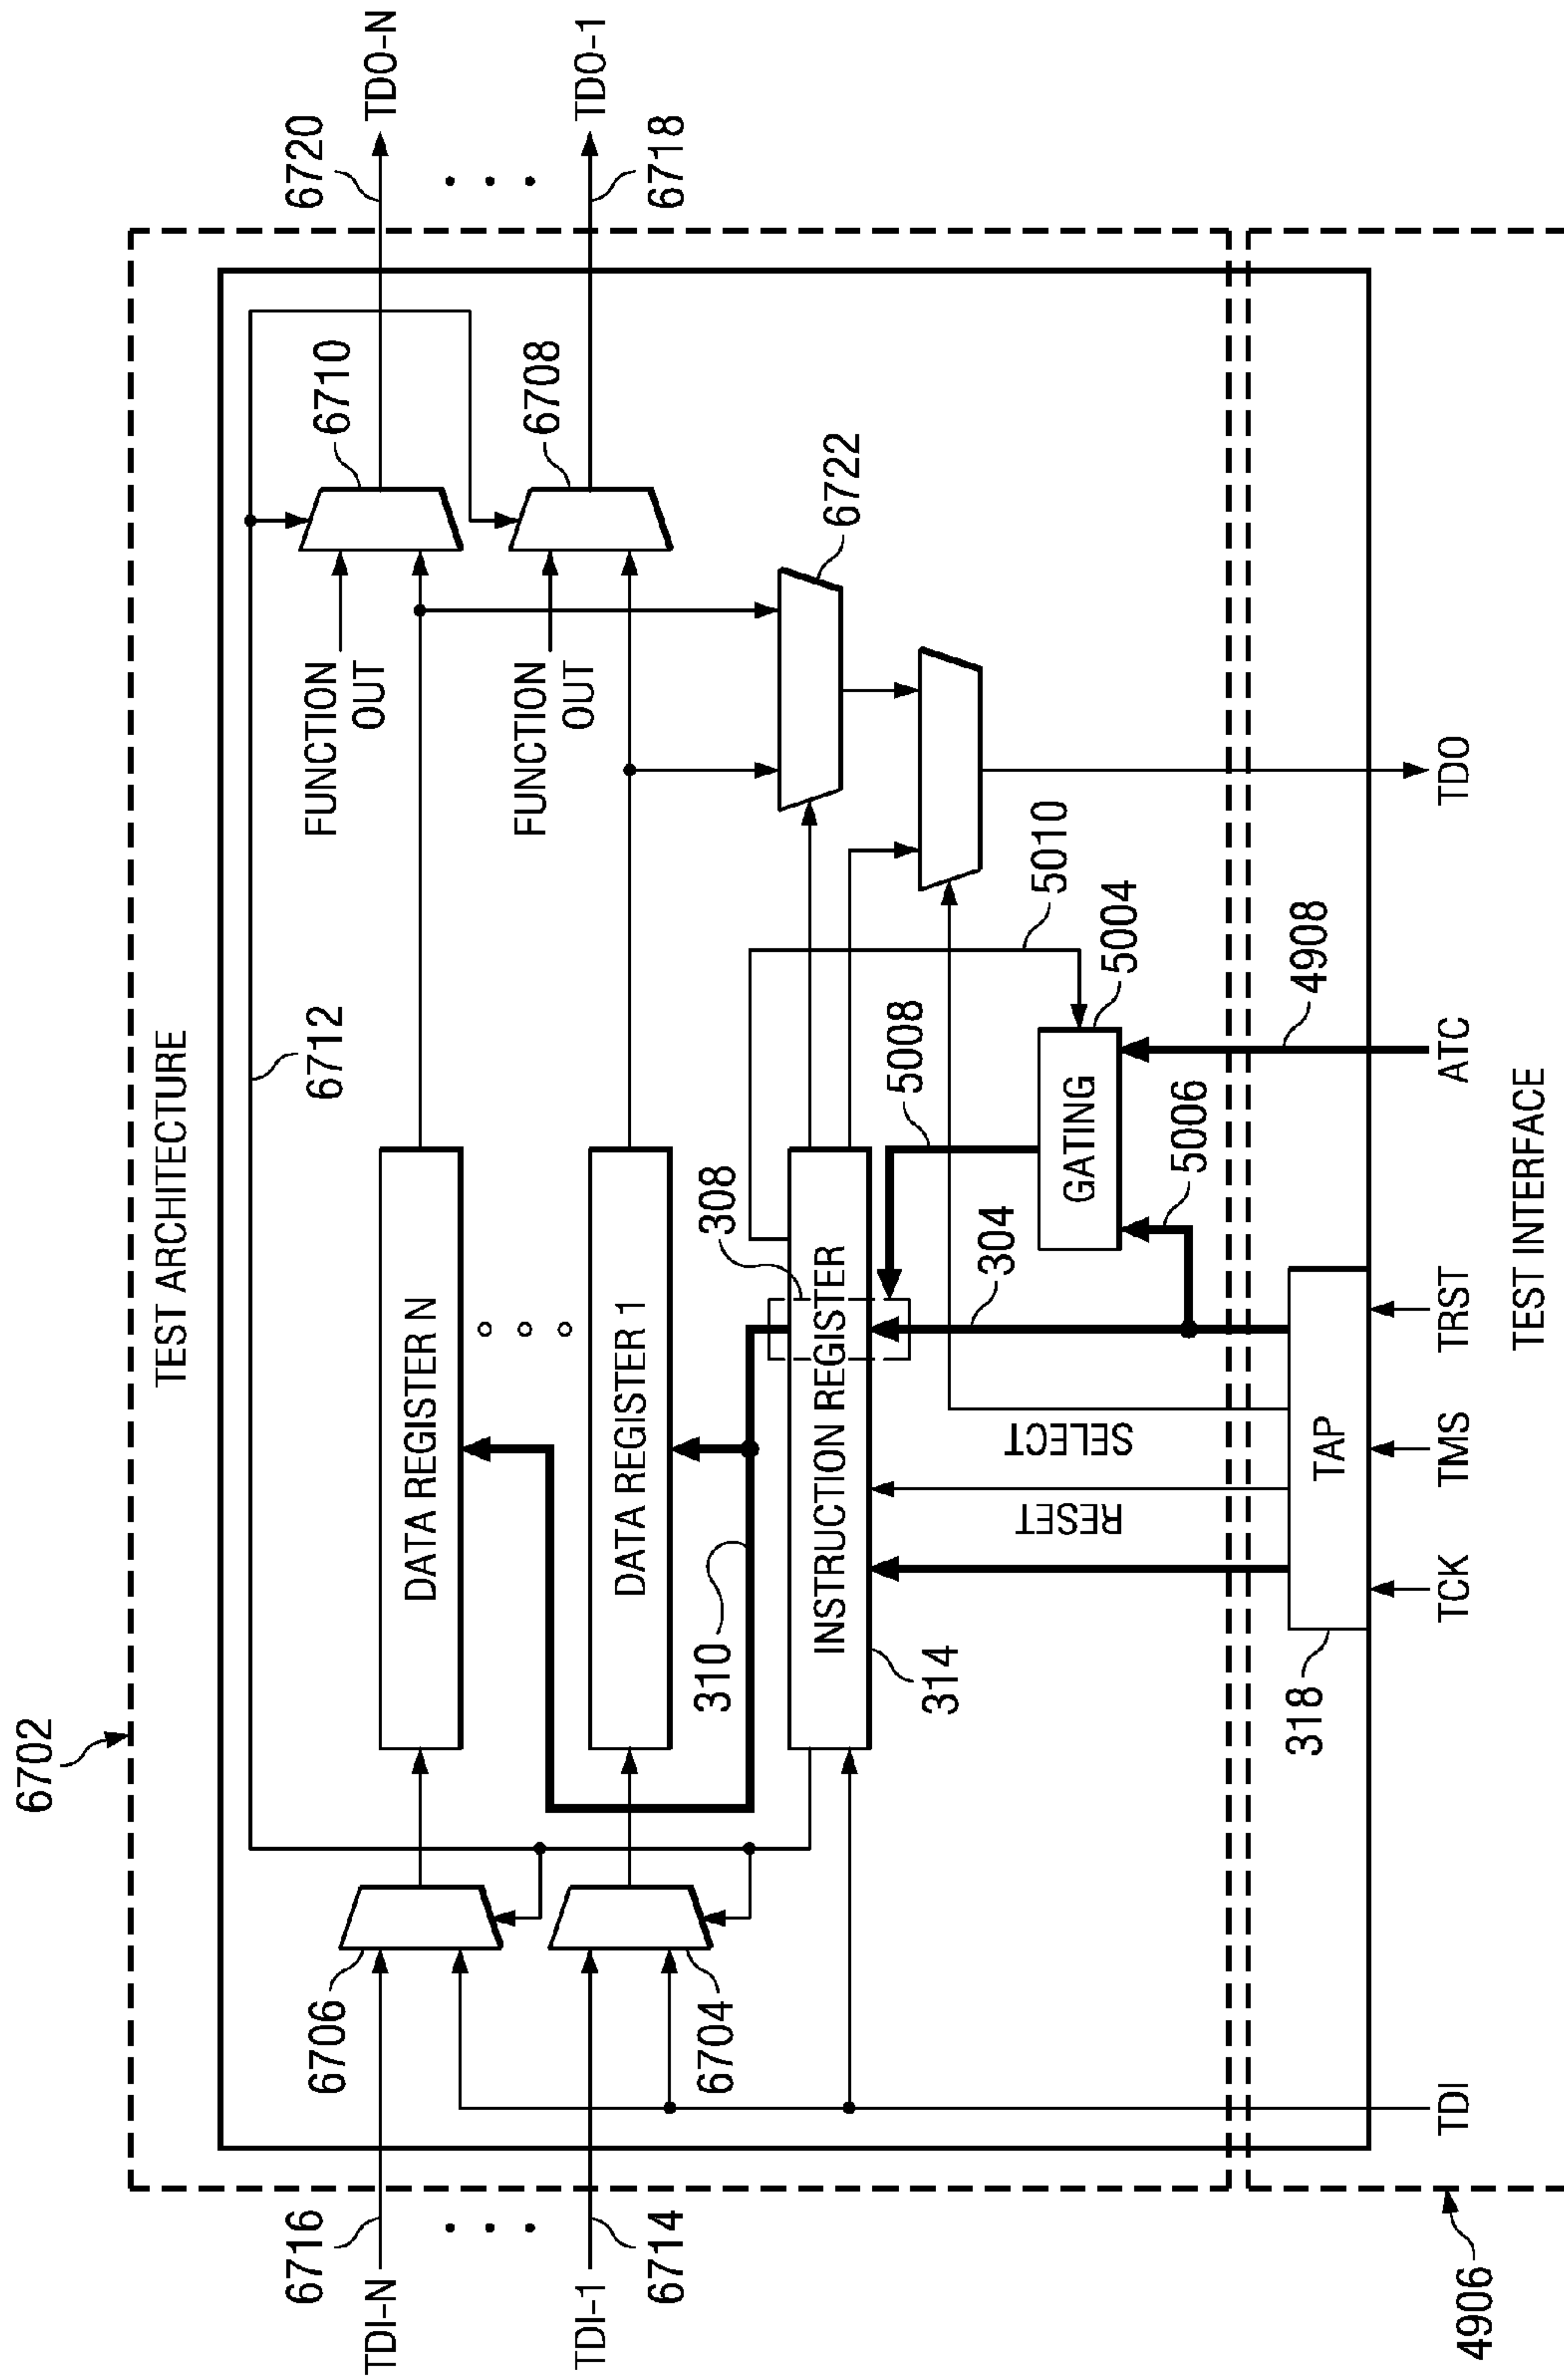 6702
TEST ARCHITECTURE
6712
6716
TDI-N
6706
DATA REGISTER N
FUNCTION
OUT
6710
6720
TDO-N
TDI-1
6714
6704
DATA REGISTER 1
FUNCTION
OUT
6708
6718
TDO-1
310
308
6722
INSTRUCTION REGISTER
314
5008
5010
RESET
SELECT
304
GATING
5004
5006
4908
318
TAP
TDI
TCK
TMS
TRST
ATC
TDO
4906
TEST INTERFACE